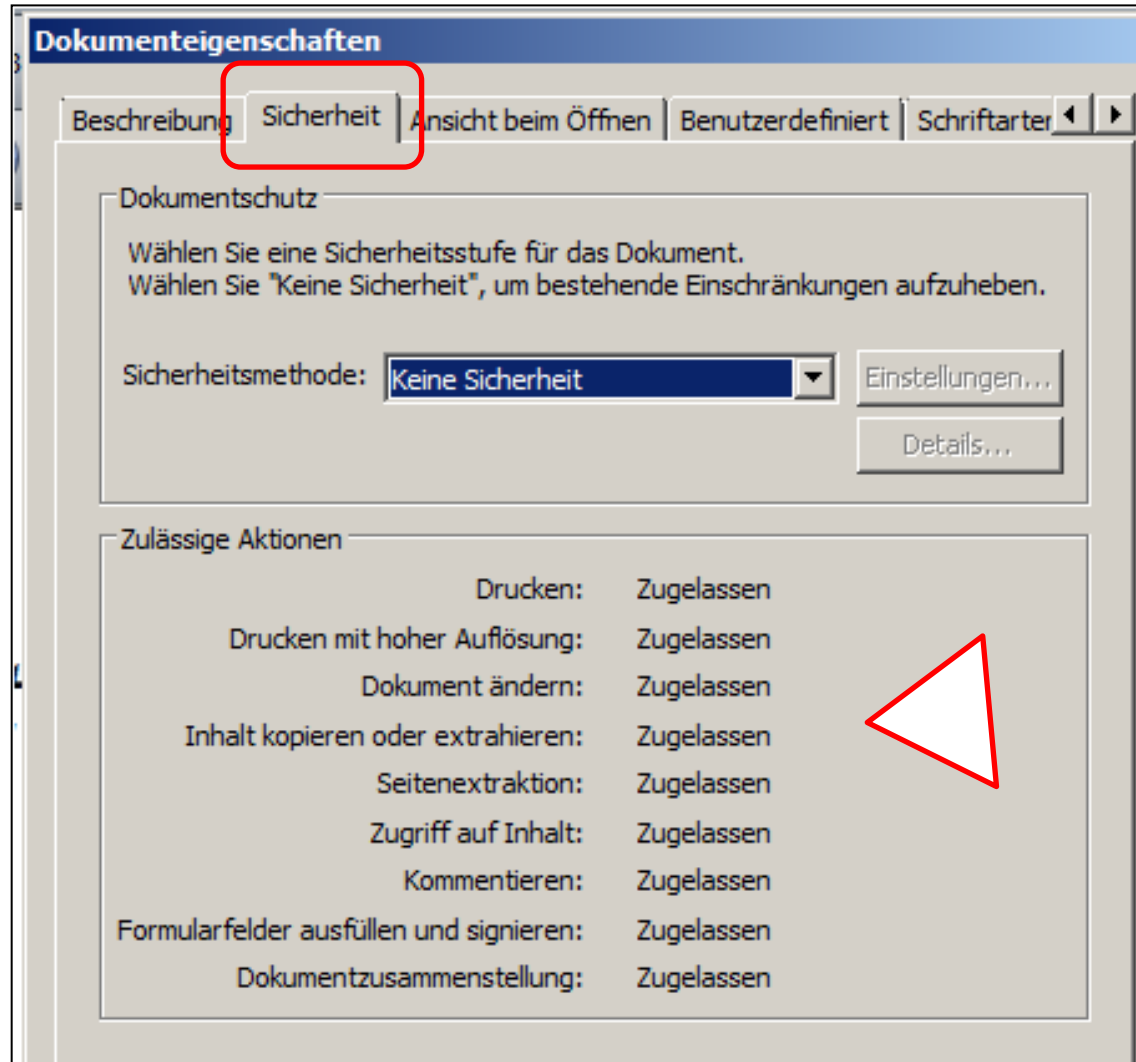 Dokumenteigenschaften
Beschreibung Sicherheit Ansicht beim Öffnen Benutzerdefiniert Schriftarten
Dokumentschutz
Wählen Sie eine Sicherheitsstufe für das Dokument.
Wählen Sie "Keine Sicherheit", um bestehende Einschränkungen aufzuheben.
Sicherheitsmethode: Keine Sicherheit Einstellungen...
Details...
Zulässige Aktionen
Drucken: Zugelassen
Drucken mit hoher Auflösung: Zugelassen
Dokument ändern: Zugelassen
Inhalt kopieren oder extrahieren: Zugelassen
Seitenextraktion: Zugelassen
Zugriff auf Inhalt: Zugelassen
Kommentieren: Zugelassen
Formularfelder ausfüllen und signieren: Zugelassen
Dokumentzusammenstellung: Zugelassen